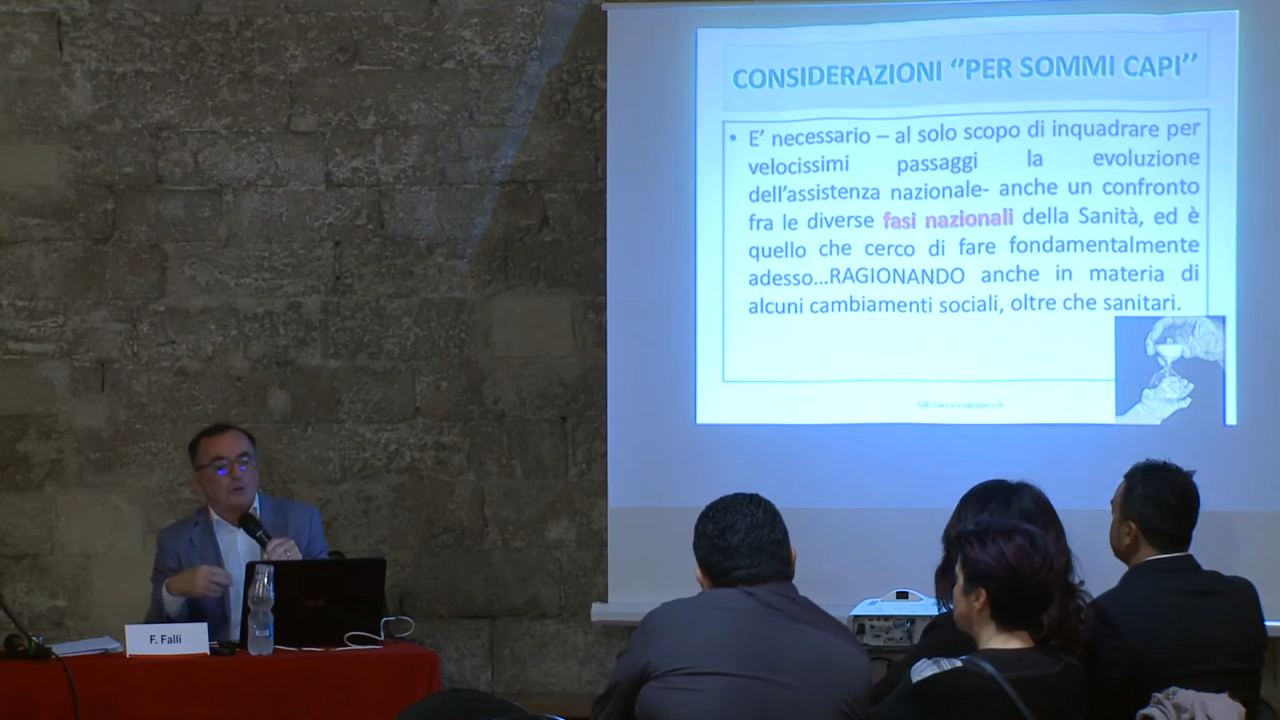 CONSIDERAZIONI “PER SOMMI CAPI”
• E’ necessario – al solo scopo di inquadrare per
velocissimi passaggi la evoluzione
dell’assistenza nazionale- anche un confronto
fra le diverse fasi nazionali della Sanità, ed è
quello che cerco di fare fondamentalmente
adesso...RAGIONANDO anche in materia di
alcuni cambiamenti sociali, oltre che sanitari.
F. Falli